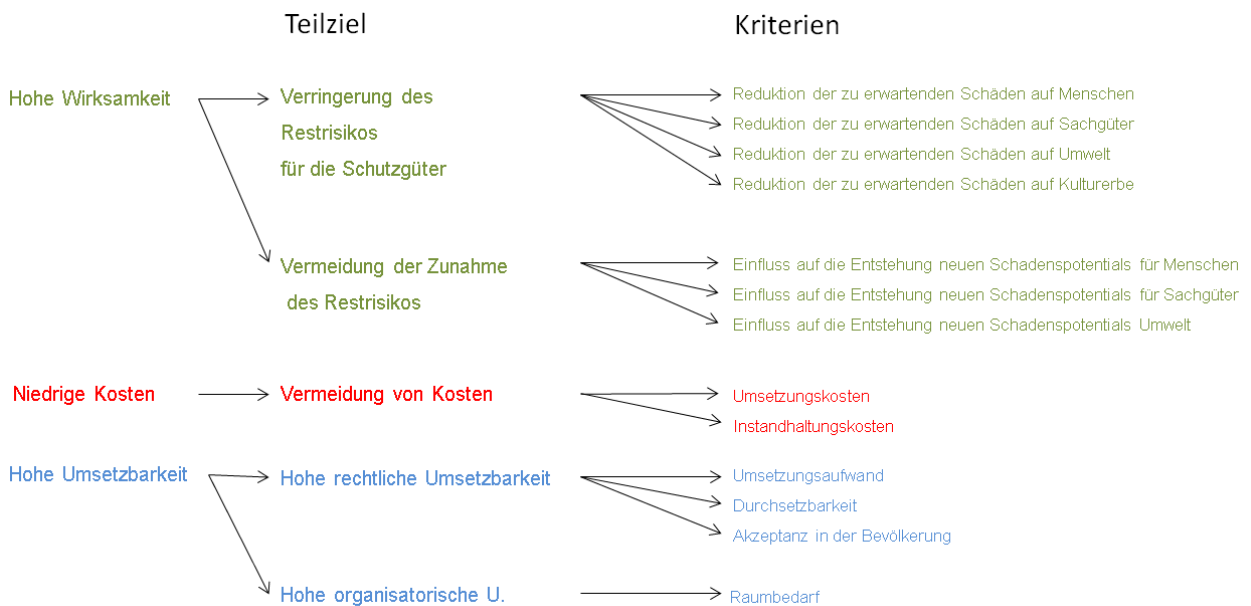 Teilziel
Kriterien
Hohe Wirksamkeit
Verringerung des
Restrisikos
für die Schutzgüter
Reduktion der zu erwartenden Schäden auf Menschen
Reduktion der zu erwartenden Schäden auf Sachgüter
Reduktion der zu erwartenden Schäden auf Umwelt
Reduktion der zu erwartenden Schäden auf Kulturerbe
Vermeidung der Zunahme
des Restrisikos
Einfluss auf die Entstehung neuen Schadenspotentials für Menschen
Einfluss auf die Entstehung neuen Schadenspotentials für Sachgüter
Einfluss auf die Entstehung neuen Schadenspotentials Umwelt
Niedrige Kosten
Vermeidung von Kosten
Umsetzungskosten
Instandhaltungskosten
Hohe Umsetzbarkeit
Hohe rechtliche Umsetzbarkeit
Umsetzungsaufwand
Durchsetzbarkeit
Akzeptanz in der Bevölkerung
Hohe organisatorische U.
Raumbedarf